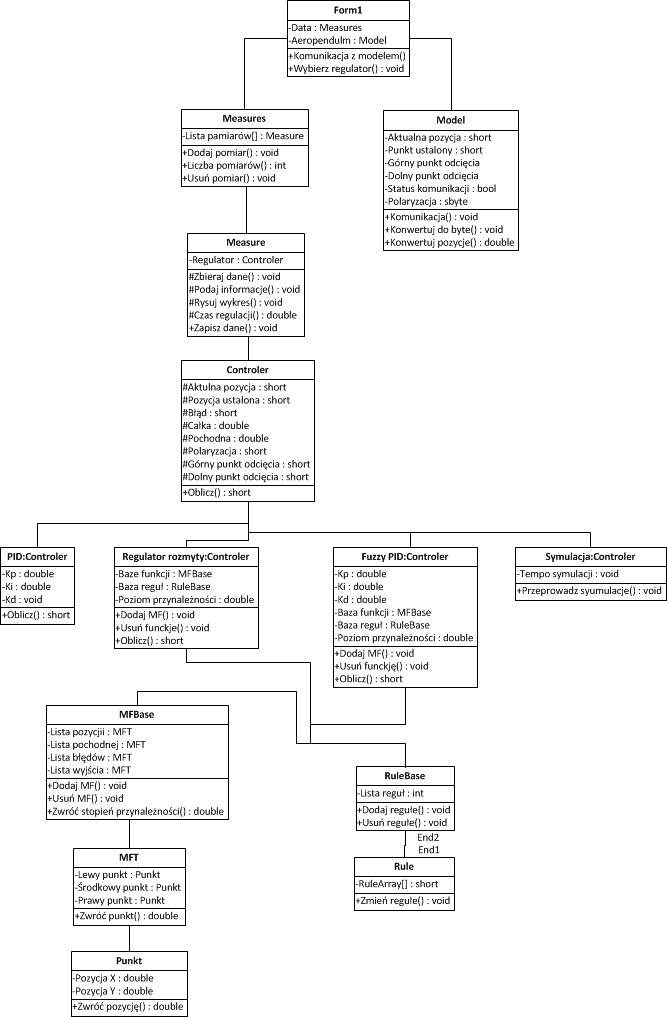 Form1
-Data : Measures
-Aeropendulm : Model
+Komunikacja z modelem()
+Wybierz regulator() : void
Measures
-Lista pamiarów[] : Measure
+Dodaj pomiar() : void
+Liczba pomiarów() : int
+Usuń pomiar() : void
Model
-Aktualna pozycja : short
-Punkt ustalony : short
-Górny punkt odcięcia
-Dolny punkt odcięcia
-Status komunikacji : bool
-Polaryzacja : sbyte
+Komunikacja() : void
+Konwertuj do byte() : void
+Konwertuj pozycje() : double
Measure
-Regulator : Controler
#Zbieraj dane() : void
#Podaj informacje() : void
#Rysuj wykres() : void
#Czas regulacji() : double
+Zapisz dane() : void
Controler
#Aktulna pozycja : short
#Pozycja ustalona : short
#Błąd : short
#Całka : double
#Pochodna : double
#Polaryzacja : short
#Górny punkt odcięcia : short
#Dolny punkt odcięcia : short
+Oblicz() : short
PID:Controler
-Kp : double
-Ki : double
-Kd : void
+Oblicz() : short
Regulator rozmyty:Controler
-Baze funkcji : MFBase
-Baza reguł : RuleBase
-Poziom przynależności : double
+Dodaj MF() : void
+Usuń funckje() : void
+Oblicz() : short
Fuzzy PID:Controler
-Kp : double
-Ki : double
-Kd : double
-Baza funkcji : MFBase
-Baza reguł : RuleBase
-Poziom przynależności : double
+Dodaj MF() : void
+Usuń funckję() : void
+Oblicz() : short
Symulacja:Controler
-Tempo symulacji : void
+Przeprowadz syumulacje() : void
MFBase
-Lista pozycjii : MFT
-Lista pochodnej : MFT
-Lista błędów : MFT
-Lista wyjścia : MFT
+Dodaj MF() : void
+Usuń MF() : void
+Zwróć stopień przynależności() : double
RuleBase
-Lista reguł : int
+Dodaj regułe() : void
+Usuń regułe() : void
End2
End1
Rule
-RuleArray[] : short
+Zmień regułe() : void
MFT
-Lewy punkt : Punkt
-Środkowy punkt : Punkt
-Prawy punkt : Punkt
+Zwróć punkt() : double
Punkt
-Pozycja X : double
-Pozycja Y : double
+Zwróć pozycję() : double